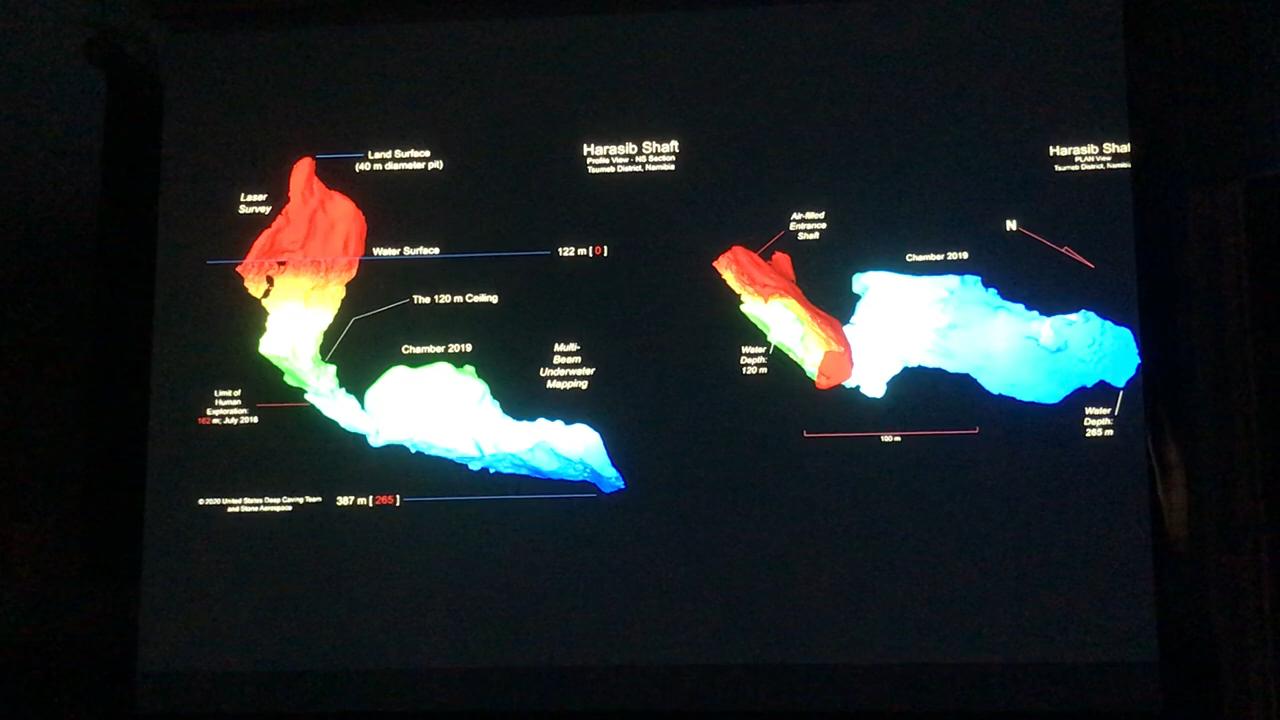 Land Surface
(40 m diameter pit)
Harasib Shaft
Profile View - NS Section
Tsumeb District, Namibia
Laser
Survey
Water Surface
122 m [ 0 ]
The 120 m Ceiling
Chamber 2019
Multi-
Beam
Underwater
Mapping
Limit of
Human
Exploration:
162 m; July 2016
© 2020 United States Deep Caving Team
and Stone Aerospace
387 m [ 265 ]
Harasib Shaf
PLAN View
Tsumeb District, Namibia
Air-filled
Entrance
Shaft
N
Chamber 2019
Water
Depth:
120 m
100 m
Water
Depth:
265 m